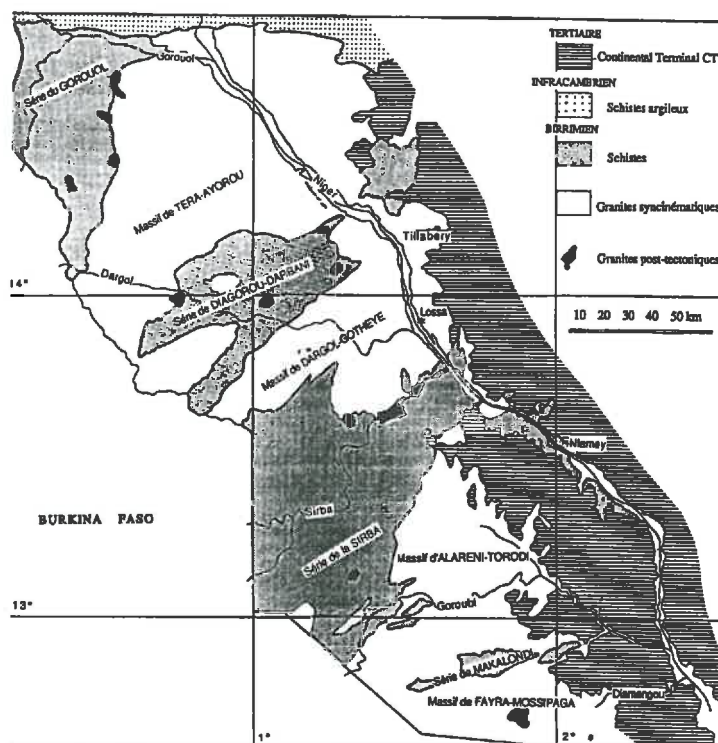 TERTIAIRE
Continental Terminal CT
INFRACAMBRIEN
Schistes argileux
BIRRIMIEN
Schistes
Granites syncinématiques
Granites post-tectoniques
10 20 30 40 50 km
Gorouol
Série du GOROUOL
Niger
Massif de TERA-AYOROU
Tillabéry
Dargol
14°
Série de DIAGOROU-DARBANI
Lossa
Massif de DARGOL-GOTHEYE
Niamey
BURKINA FASO
Sirba
Série de la SIRBA
Massif d'ALARENI-TORODI
Goroubi
13°
Série de MAKALONDI
Diamangou
Massif de FAYRA-MOSSIPAGA
1°
2°